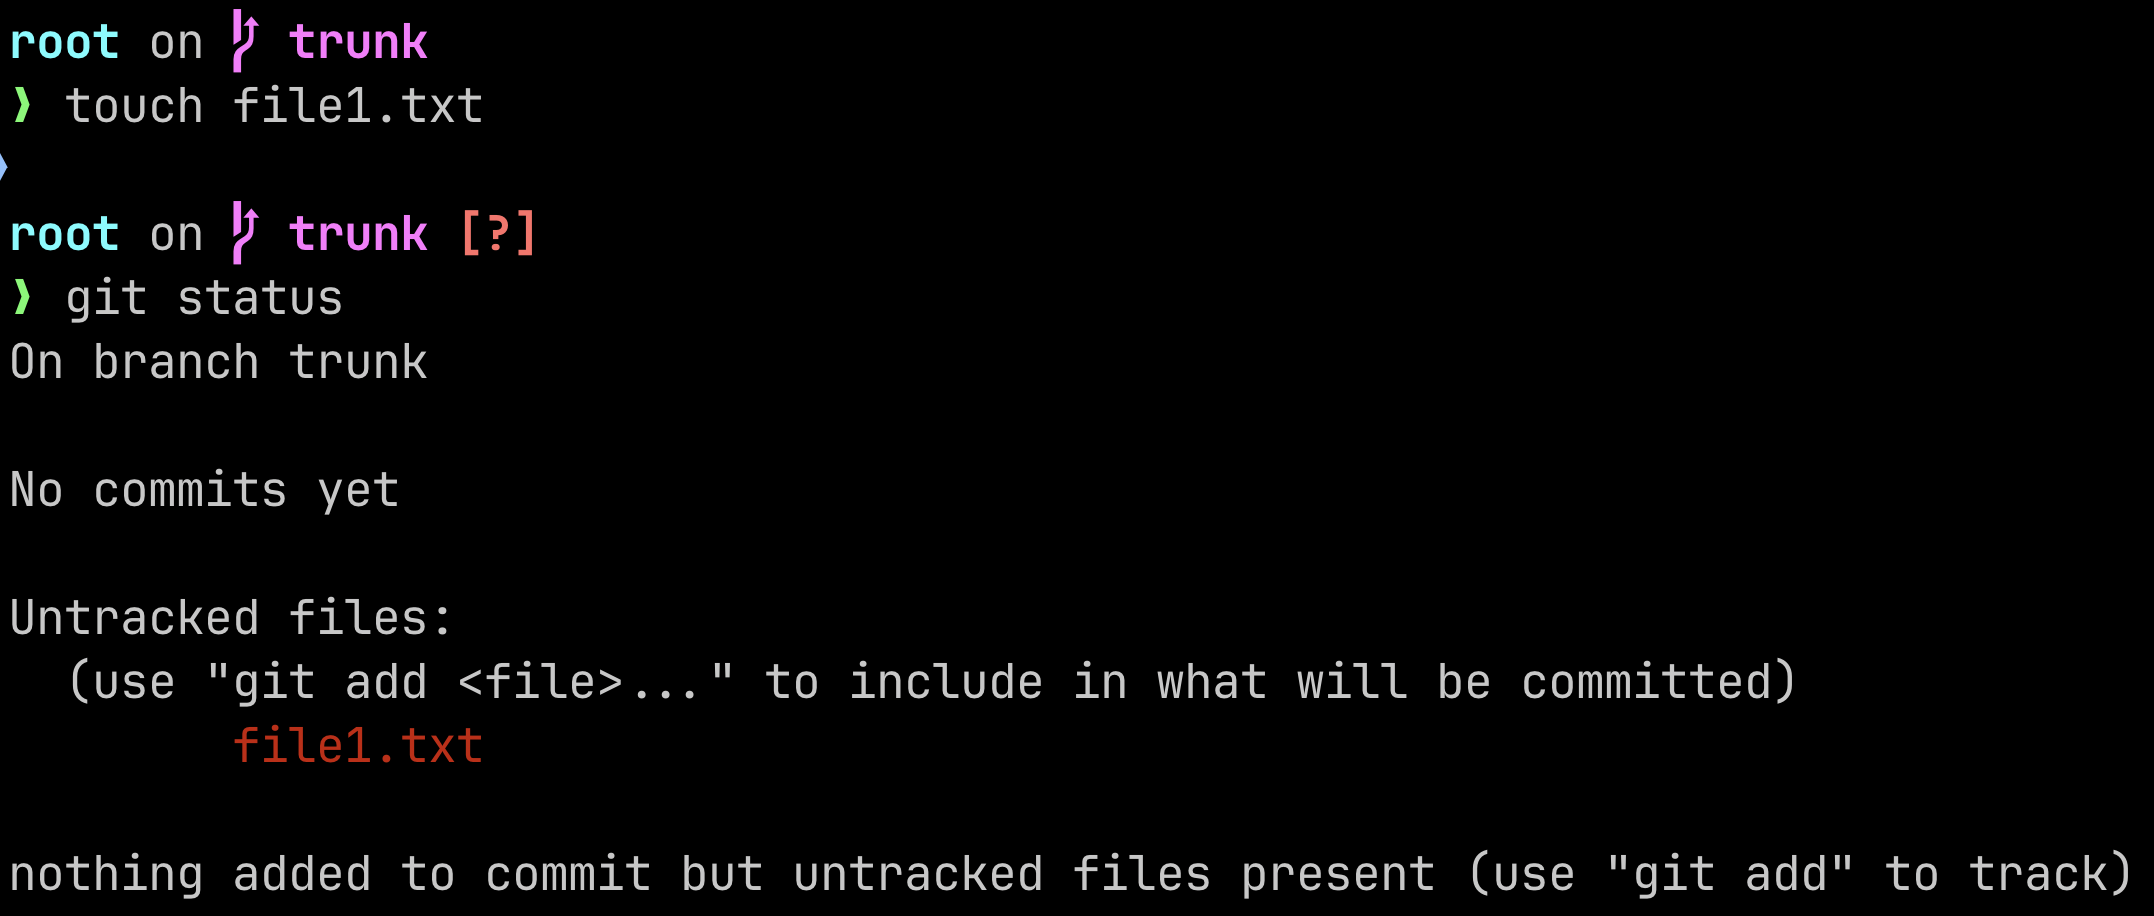 root on trunk
❯ touch file1.txt
root on trunk [?]
❯ git status
On branch trunk
No commits yet
Untracked files:
(use "git add <file>..." to include in what will be committed)
file1.txt
nothing added to commit but untracked files present (use "git add" to track)